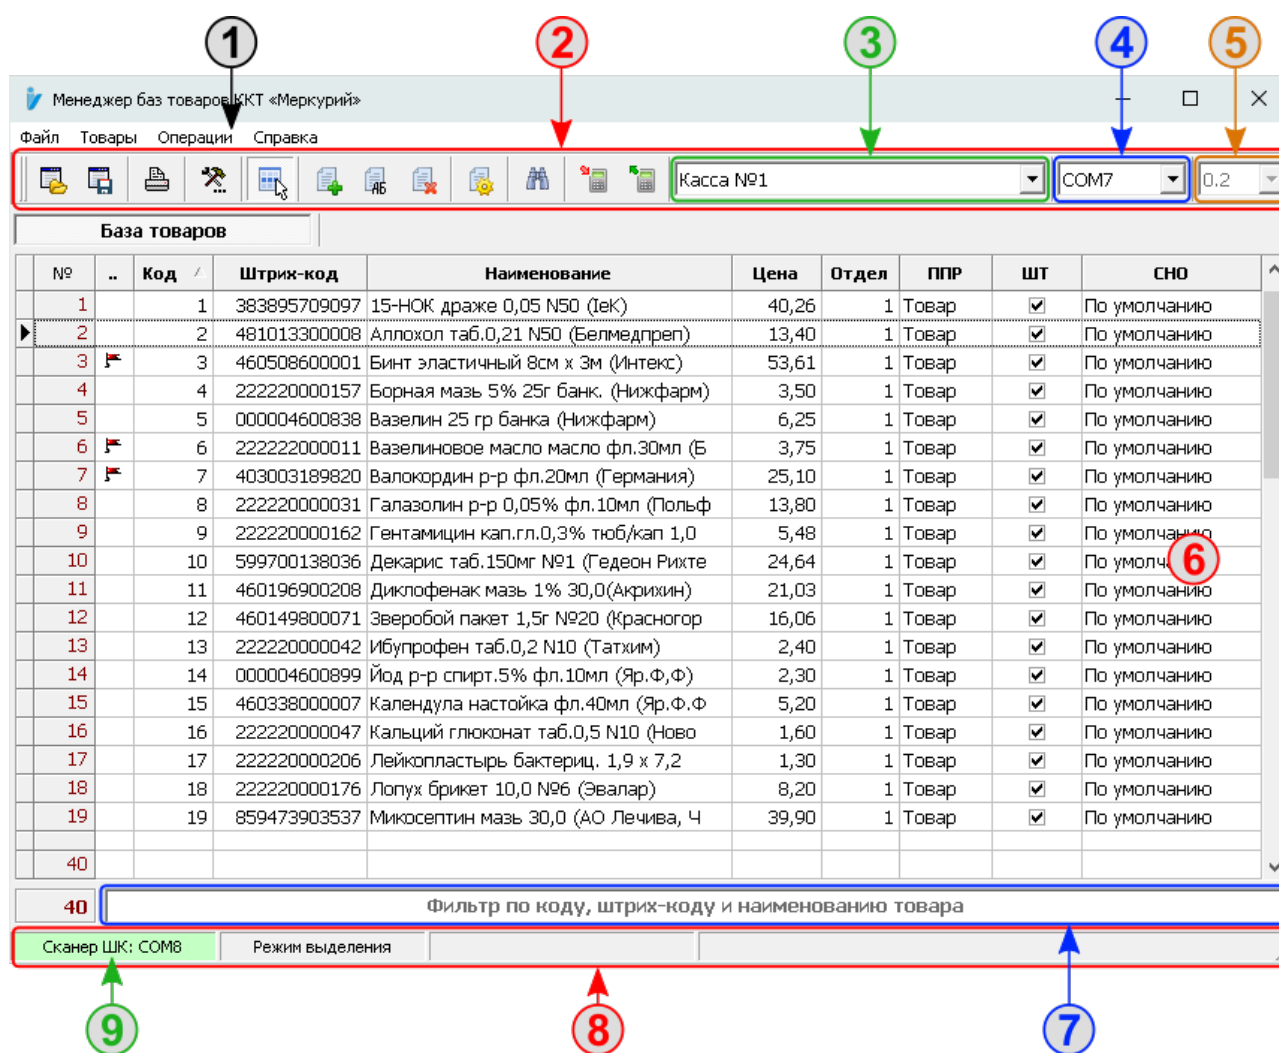 1 2 3 4 5
Менеджер баз товаров ККТ «Меркурий»
Файл Товары Операции Справка
АБ Касса №1 COM7 0.2
База товаров
№ .. Код Штрих-код Наименование Цена Отдел ППР ШТ СНО
1 1 383895709097 15-НОК драже 0,05 N50 (IeK) 40,26 1 Товар По умолчанию
2 2 481013300008 Аллохол таб.0,21 N50 (Белмедпреп) 13,40 1 Товар По умолчанию
3 3 460508600001 Бинт эластичный 8см x 3м (Интекс) 53,61 1 Товар По умолчанию
4 4 222220000157 Борная мазь 5% 25г банк. (Нижфарм) 3,50 1 Товар По умолчанию
5 5 000004600838 Вазелин 25 гр банка (Нижфарм) 6,25 1 Товар По умолчанию
6 6 222222000011 Вазелиновое масло масло фл.30мл (Б 3,75 1 Товар По умолчанию
7 7 403003189820 Валокордин р-р фл.20мл (Германия) 25,10 1 Товар По умолчанию
8 8 222220000031 Галазолин р-р 0,05% фл.10мл (Польф 13,80 1 Товар По умолчанию
9 9 222220000162 Гентамицин кап.гл.0,3% тюб/кап 1,0 5,48 1 Товар По умолчанию
10 10 599700138036 Декарис таб.150мг №1 (Гедеон Рихте 24,64 1 Товар По умолчанию
6
11 11 460196900208 Диклофенак мазь 1% 30,0(Акрихин) 21,03 1 Товар По умолчанию
12 12 460149800071 Зверобой пакет 1,5г №20 (Красногор 16,06 1 Товар По умолчанию
13 13 222220000042 Ибупрофен таб.0,2 N10 (Татхим) 2,40 1 Товар По умолчанию
14 14 000004600899 Йод р-р спирт.5% фл.10мл (Яр.Ф,Ф) 2,30 1 Товар По умолчанию
15 15 460338000007 Календула настойка фл.40мл (Яр.Ф.Ф 5,20 1 Товар По умолчанию
16 16 222220000047 Кальций глюконат таб.0,5 N10 (Ново 1,60 1 Товар По умолчанию
17 17 222220000206 Лейкопластырь бактериц. 1,9 x 7,2 1,30 1 Товар По умолчанию
18 18 222220000176 Лопух брикет 10,0 №6 (Эвалар) 8,20 1 Товар По умолчанию
19 19 859473903537 Микосептин мазь 30,0 (АО Лечива, Ч 39,90 1 Товар По умолчанию
40
40 Фильтр по коду, штрих-коду и наименованию товара
Сканер ШК: COM8 Режим выделения
9 8 7